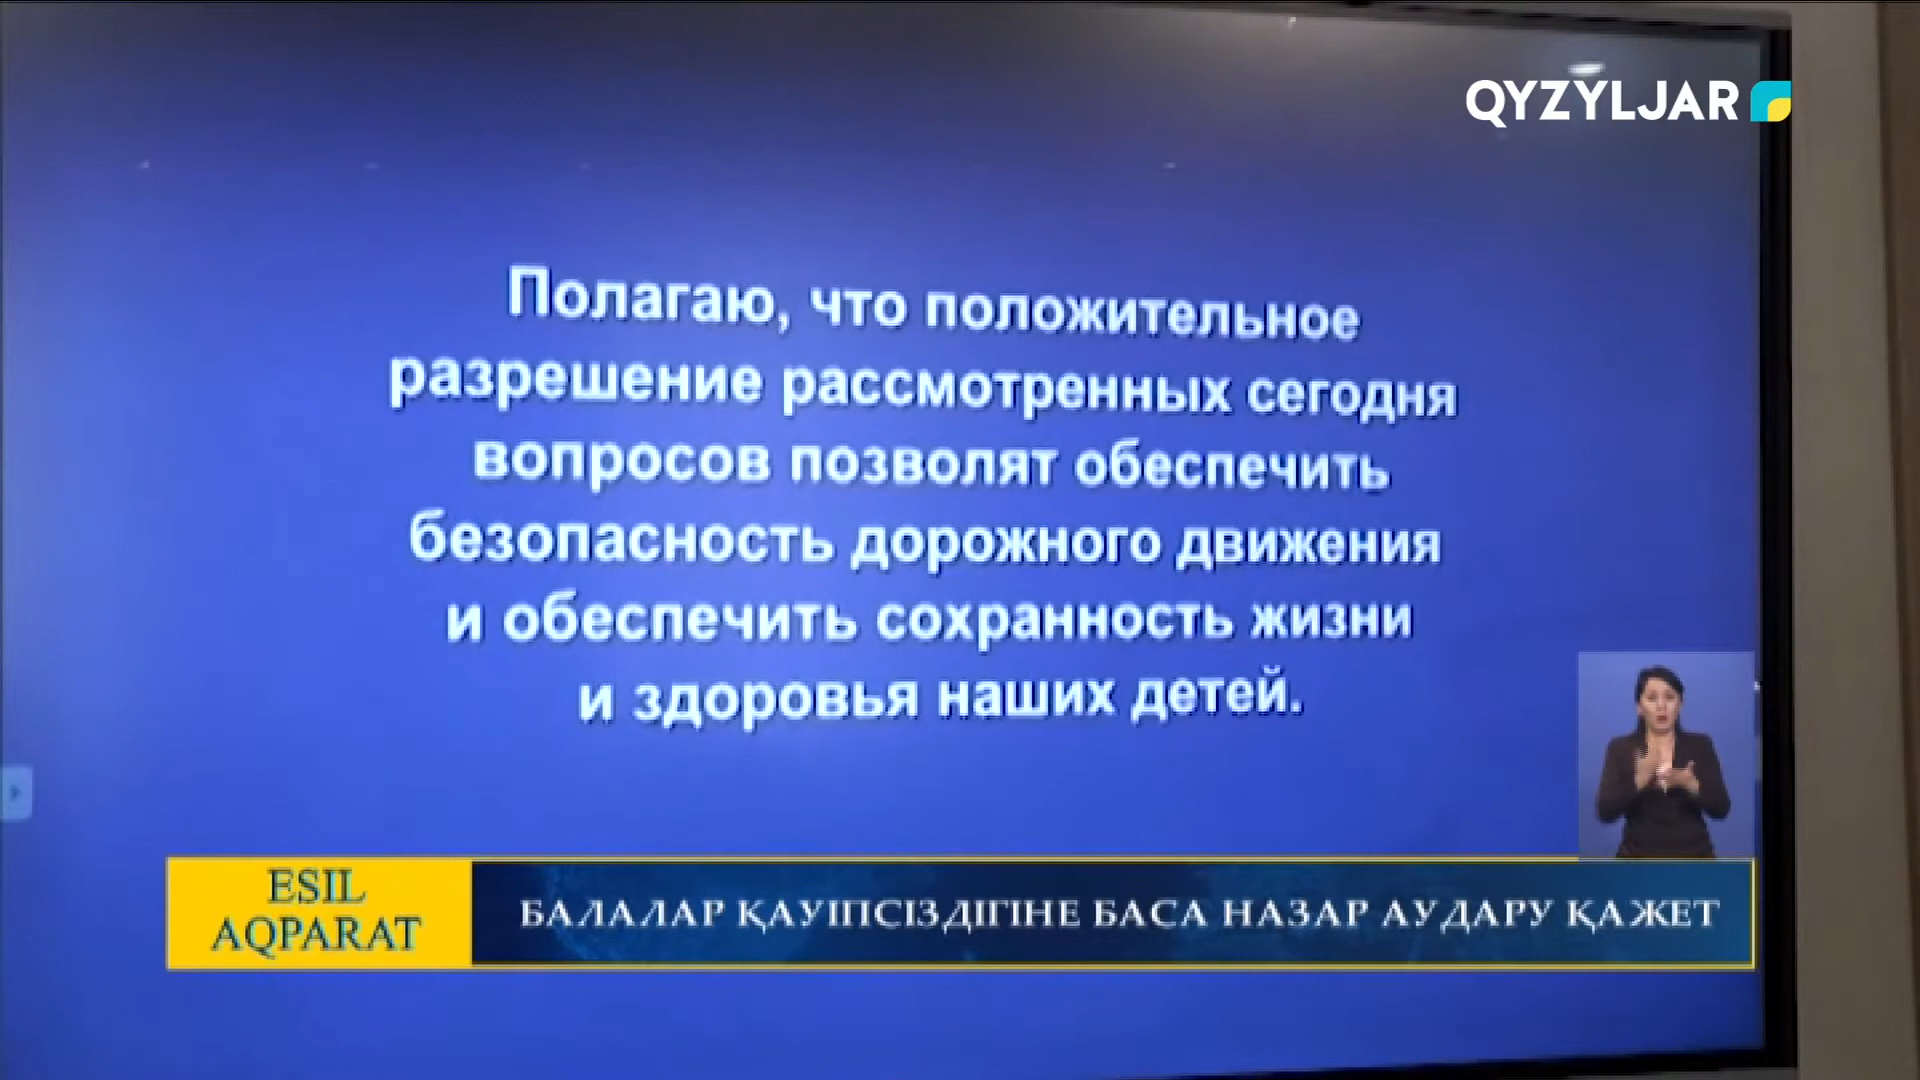 QYZYLJAR
Полагаю, что положительное
разрешение рассмотренных сегодня
вопросов позволят обеспечить
безопасность дорожного движения
и обеспечить сохранность жизни
и здоровья наших детей.
ESIL
AQPARAT
БАЛАЛАР ҚАУІПСІЗДІГІНЕ БАСА НАЗАР АУДАРУ ҚАЖЕТ